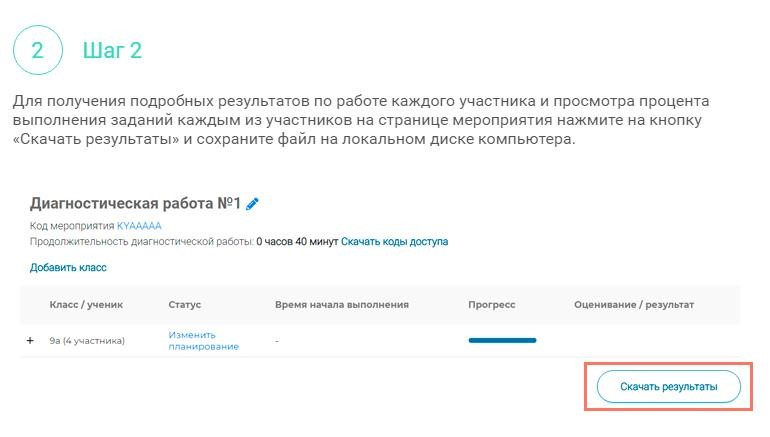 2 Шаг 2
Для получения подробных результатов по работе каждого участника и просмотра процента
выполнения заданий каждым из участников на странице мероприятия нажмите на кнопку
«Скачать результаты» и сохраните файл на локальном диске компьютера.
Диагностическая работа №1
Код мероприятия KYAAAAA
Продолжительность диагностической работы: 0 часов 40 минут Скачать коды доступа
Добавить класс
Класс / ученик Статус Время начала выполнения Прогресс Оценивание / результат
+ 9а (4 участника) Изменить
планирование -
Скачать результаты